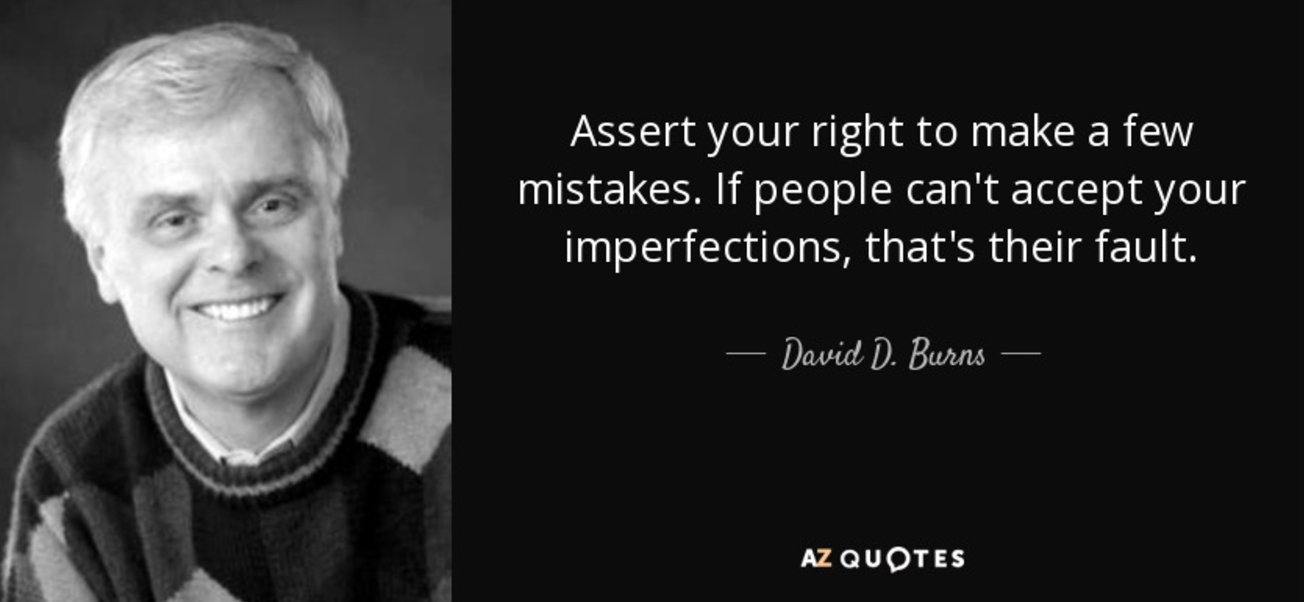 Assert your right to make a few
mistakes. If people can't accept your
imperfections, that's their fault.
David D. Burns
AZ QUOTES